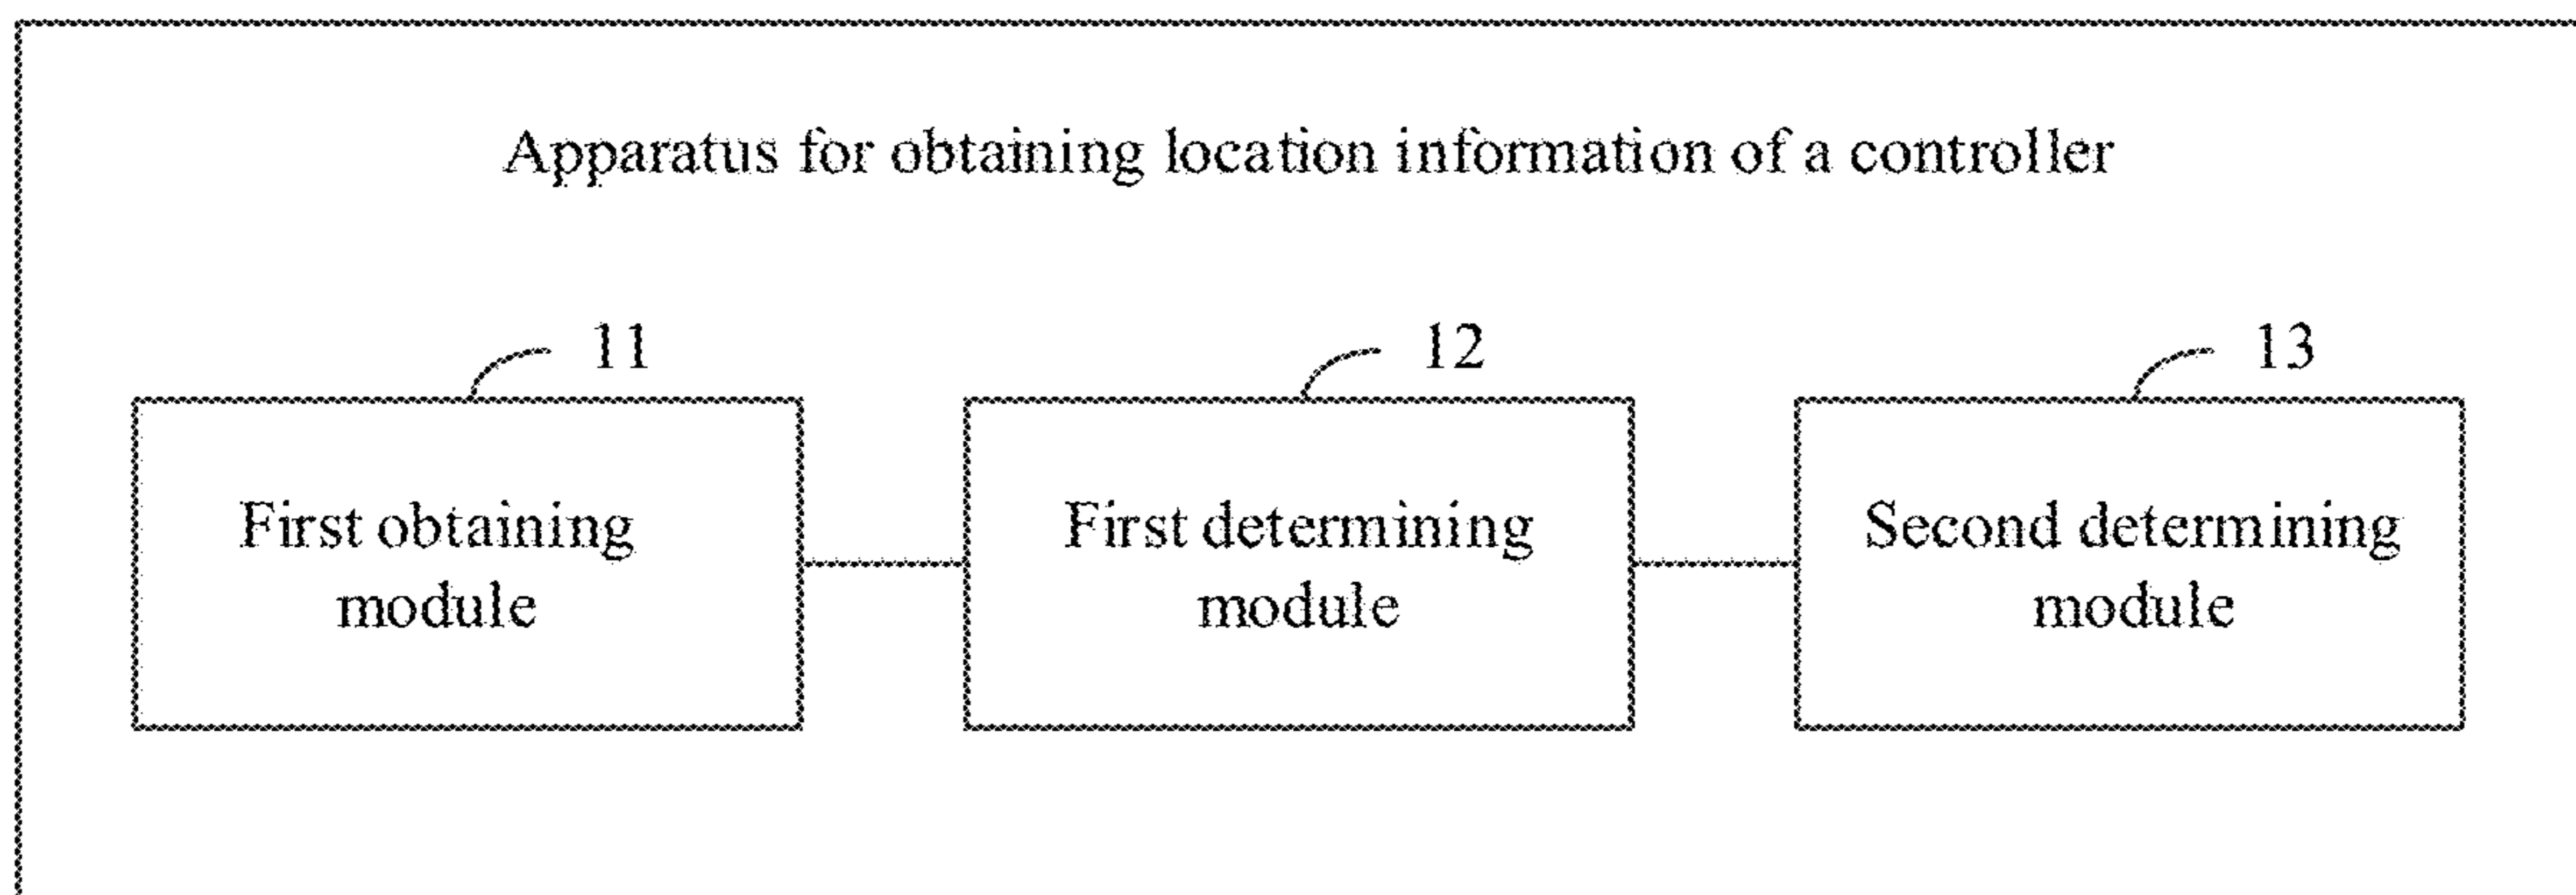 Apparatus for obtaining location information of a controller
11
12
13
First obtaining
module
First determining
module
Second determining
module